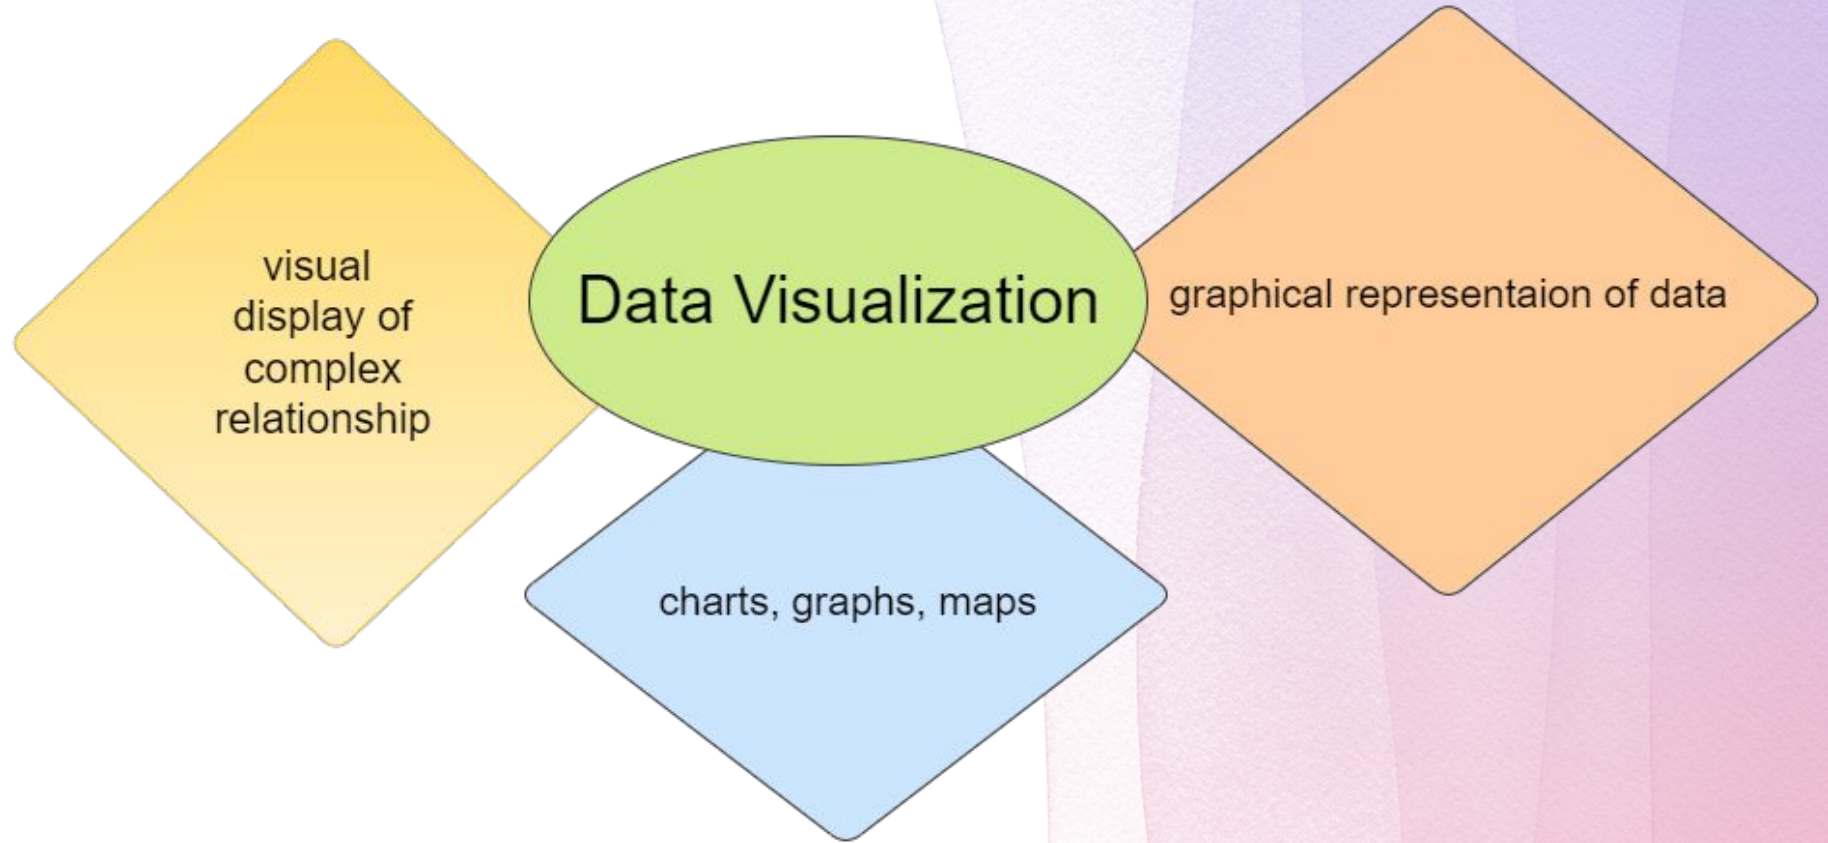 visual
display of
complex
relationship
Data Visualization
graphical representaion of data
charts, graphs, maps